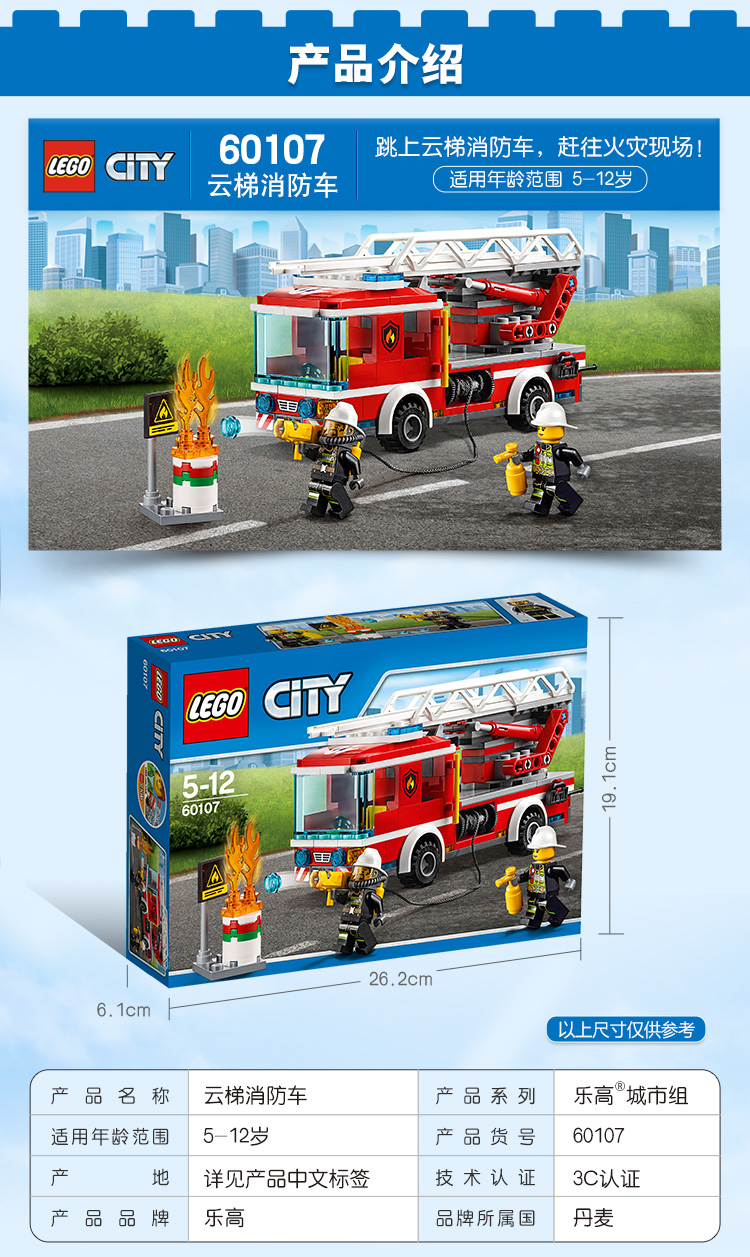 产品介绍
LEGO CITY
60107
云梯消防车
跳上云梯消防车，赶往火灾现场！
适用年龄范围 5-12岁
LEGO CITY
60107
60107
LEGO
CITY
LEGO CITY
5-12
60107
19.1cm
26.2cm
6.1cm
以上尺寸仅供参考
产品名称 云梯消防车 产品系列 乐高®城市组
适用年龄范围 5-12岁 产品货号 60107
产地 详见产品中文标签 技术认证 3C认证
产品品牌 乐高 品牌所属国 丹麦